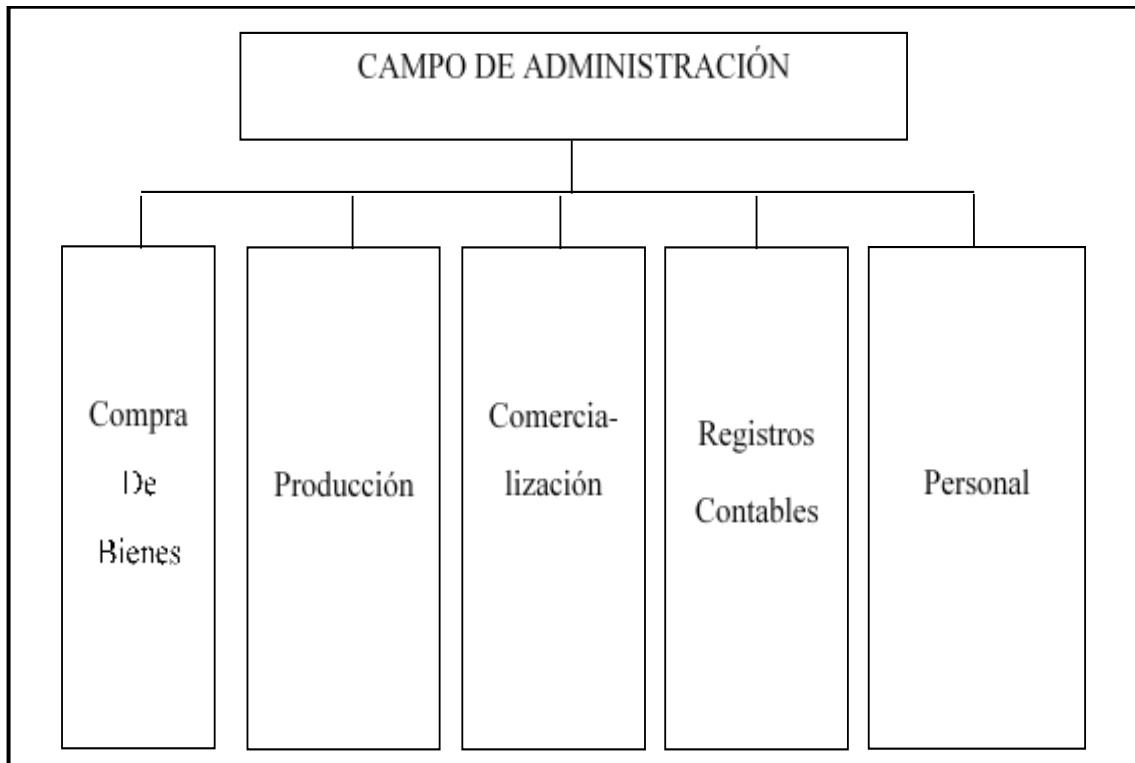 CAMPO DE ADMINISTRACIÓN
Compra
De
Bienes
Producción
Comercia-
lización
Registros
Contables
Personal